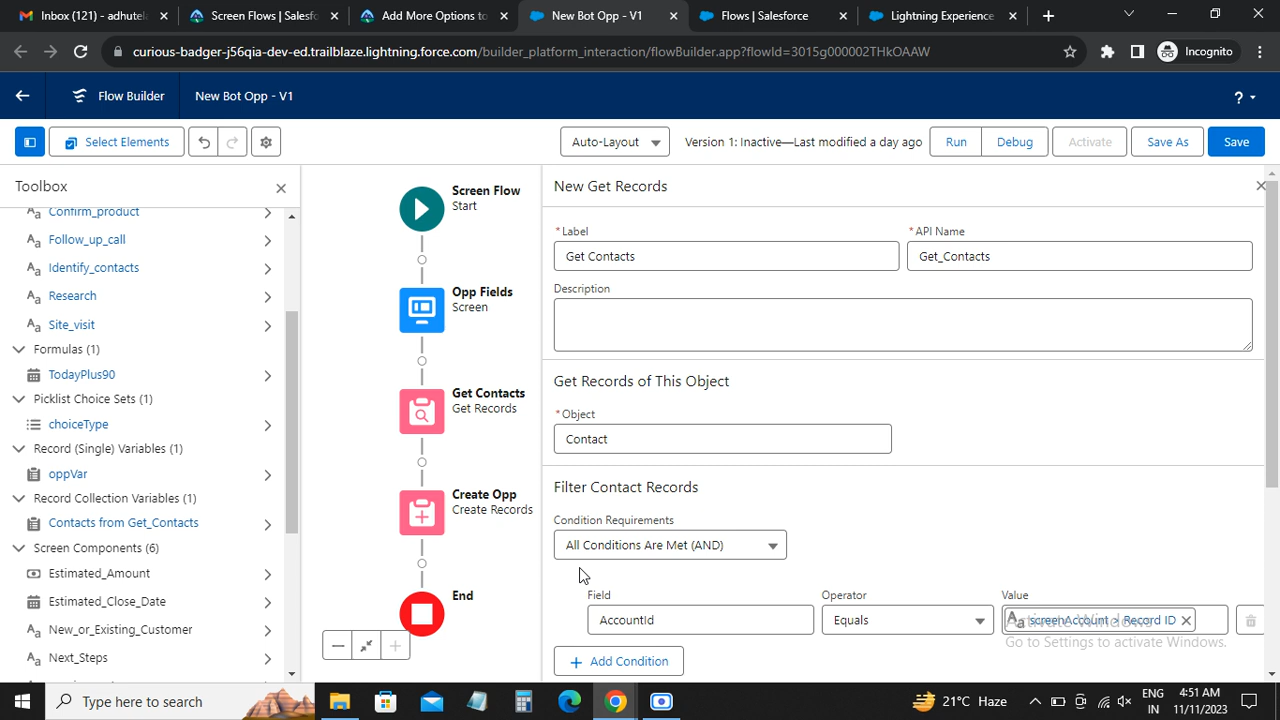 Inbox (121) - adhutel
Screen Flows | Salesf
Add More Options to
New Bot Opp - V1
Flows | Salesforce
Lightning Experience
curious-badger-j56qia-dev-ed.trailblaze.lightning.force.com/builder_platform_interaction/flowBuilder.app?flowId=3015g000002THkOAAW
Incognito
Flow Builder
New Bot Opp - V1
?
Select Elements
Auto-Layout
Version 1: Inactive—Last modified a day ago
Run
Debug
Activate
Save As
Save
Toolbox
Confirm_product
Follow_up_call
Identify_contacts
Research
Site_visit
Formulas (1)
TodayPlus90
Picklist Choice Sets (1)
choiceType
Record (Single) Variables (1)
oppVar
Record Collection Variables (1)
Contacts from Get_Contacts
Screen Components (6)
Estimated_Amount
Estimated_Close_Date
New_or_Existing_Customer
Next_Steps
Screen Flow
Start
Opp Fields
Screen
Get Contacts
Get Records
Create Opp
Create Records
End
New Get Records
* Label
Get Contacts
* API Name
Get_Contacts
Description
Get Records of This Object
* Object
Contact
Filter Contact Records
Condition Requirements
All Conditions Are Met (AND)
Field
AccountId
Operator
Equals
Value
screenAccount > Record ID
Add Condition
Activate Windows
Go to Settings to activate Windows.
Type here to search
21°C Haze
ENG
IN
4:51 AM
11/11/2023